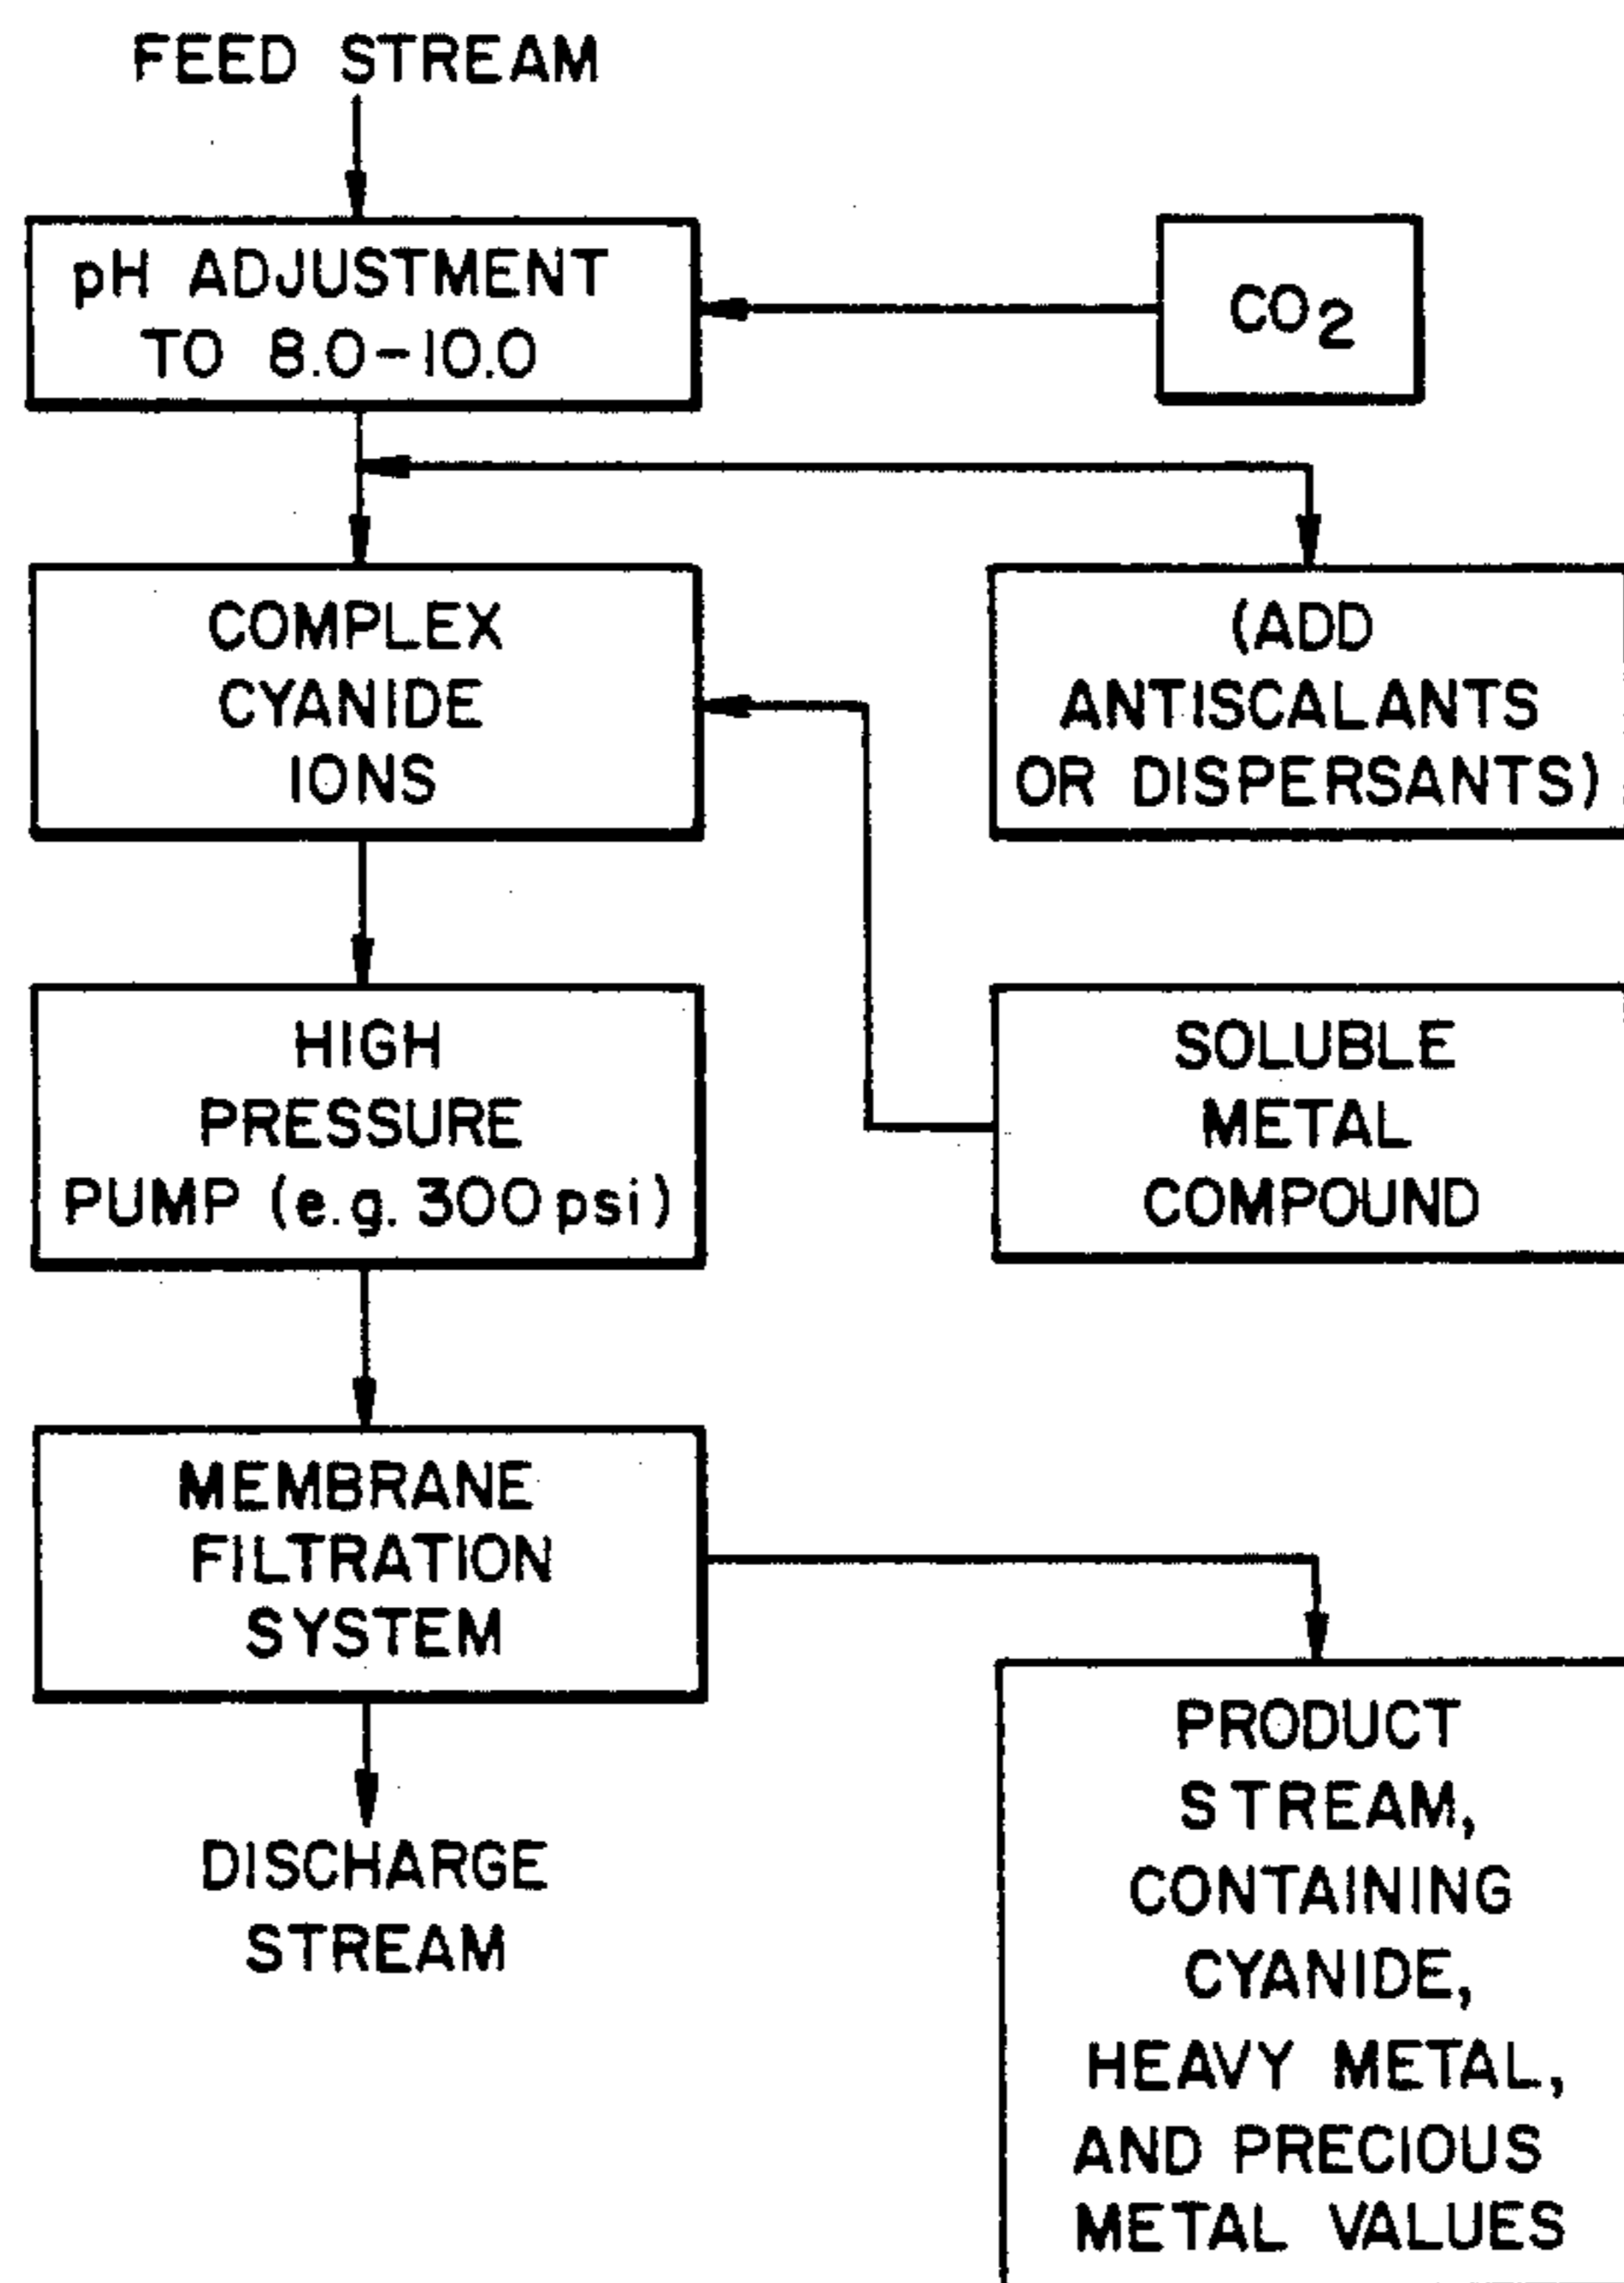 FEED STREAM
pH ADJUSTMENT
TO 8.0-10.0
CO2
COMPLEX
CYANIDE
IONS
(ADD
ANTISCALANTS
OR DISPERSANTS)
HIGH
PRESSURE
PUMP (e.g. 300 psi)
SOLUBLE
METAL
COMPOUND
MEMBRANE
FILTRATION
SYSTEM
DISCHARGE
STREAM
PRODUCT
STREAM,
CONTAINING
CYANIDE,
HEAVY METAL,
AND PRECIOUS
METAL VALUES